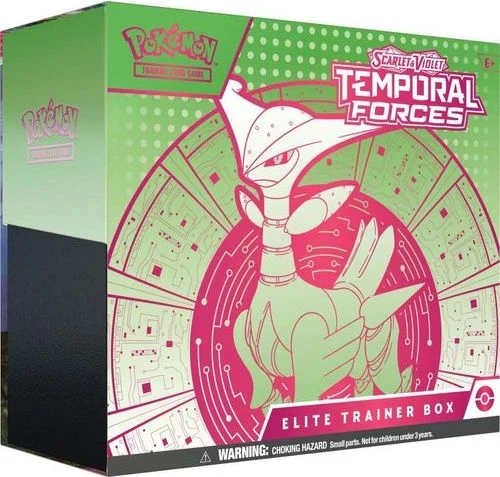 POKÉMON
TRADING CARD GAME
POKÉMON
SCARLET & VIOLET
TEMPORAL
FORCES
6+
ELITE TRAINER BOX
WARNING: CHOKING HAZARD Small parts. Not for children under 3 years.